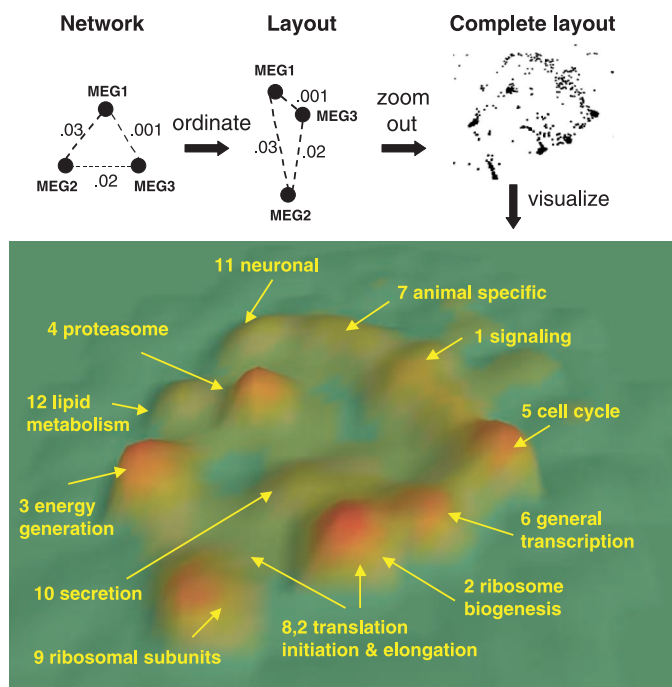 Network
Layout
Complete layout
MEG1
.03
.001
MEG2
.02
MEG3
ordinate
MEG1
.001
MEG3
.03
.02
MEG2
zoom
out
visualize
11 neuronal
7 animal specific
4 proteasome
1 signaling
12 lipid
metabolism
5 cell cycle
3 energy
generation
6 general
transcription
10 secretion
2 ribosome
biogenesis
8,2 translation
initiation & elongation
9 ribosomal subunits